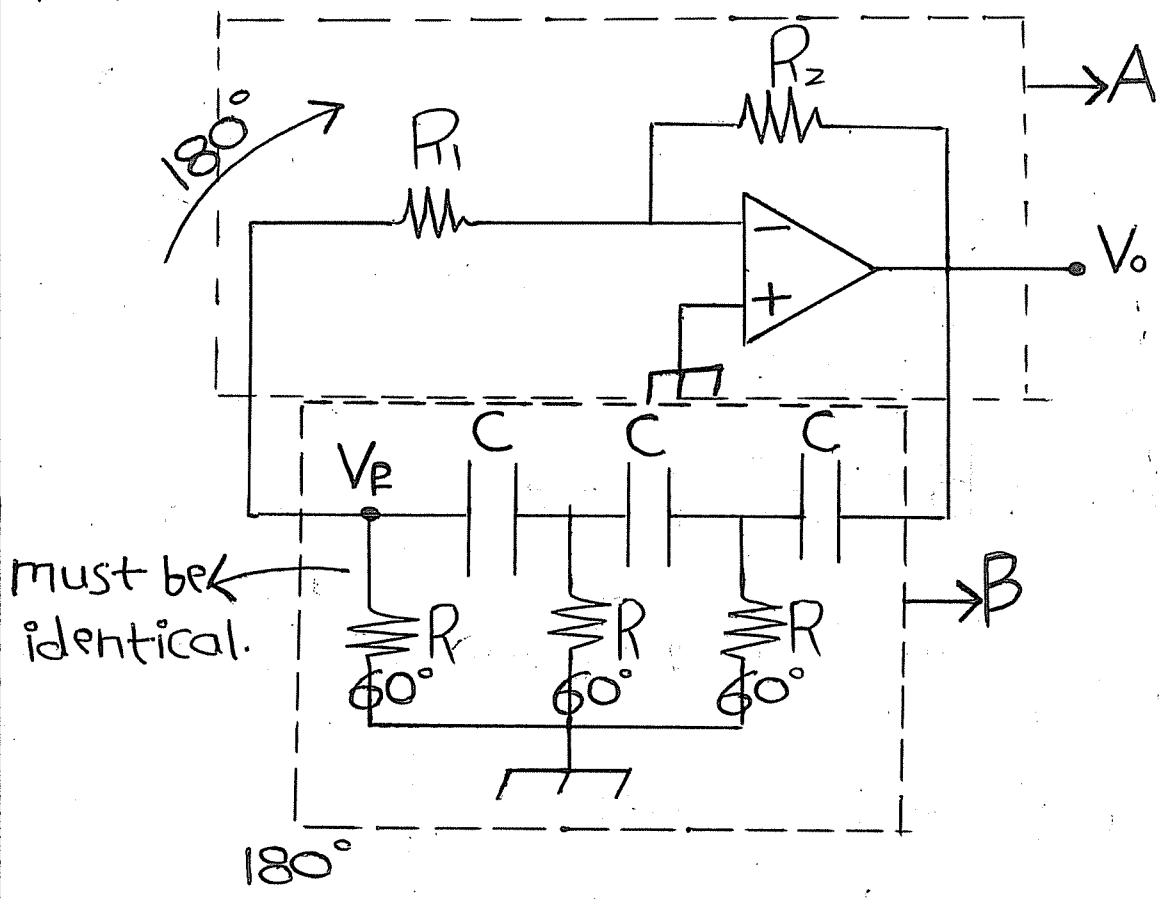 R2
A
180°
R1
−
Vo
+
C C C
VF
must be
identical.
R R R
B
60° 60° 60°
180°